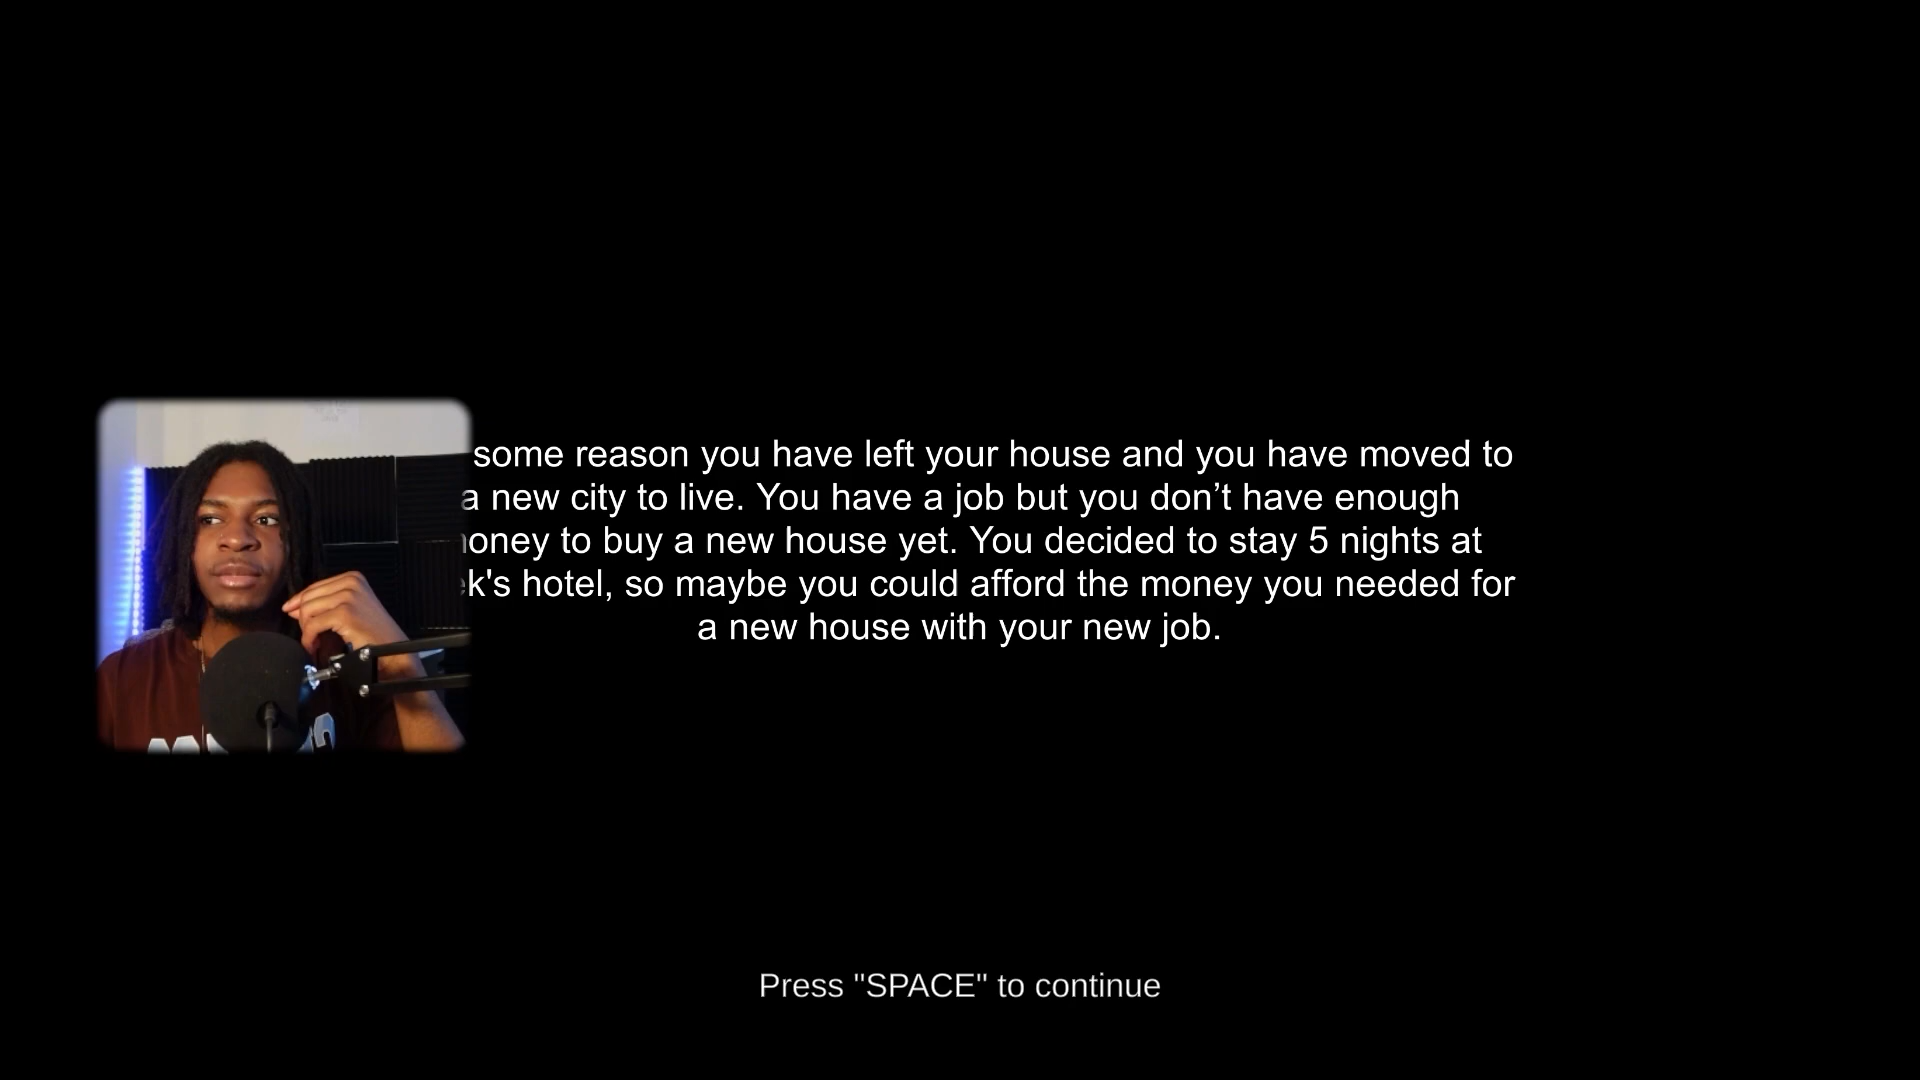 some reason you have left your house and you have moved to
a new city to live. You have a job but you don’t have enough
to buy a new house yet. You decided to stay 5 nights at
hotel, so maybe you could afford the money you needed for
a new house with your new job.
Press "SPACE" to continue